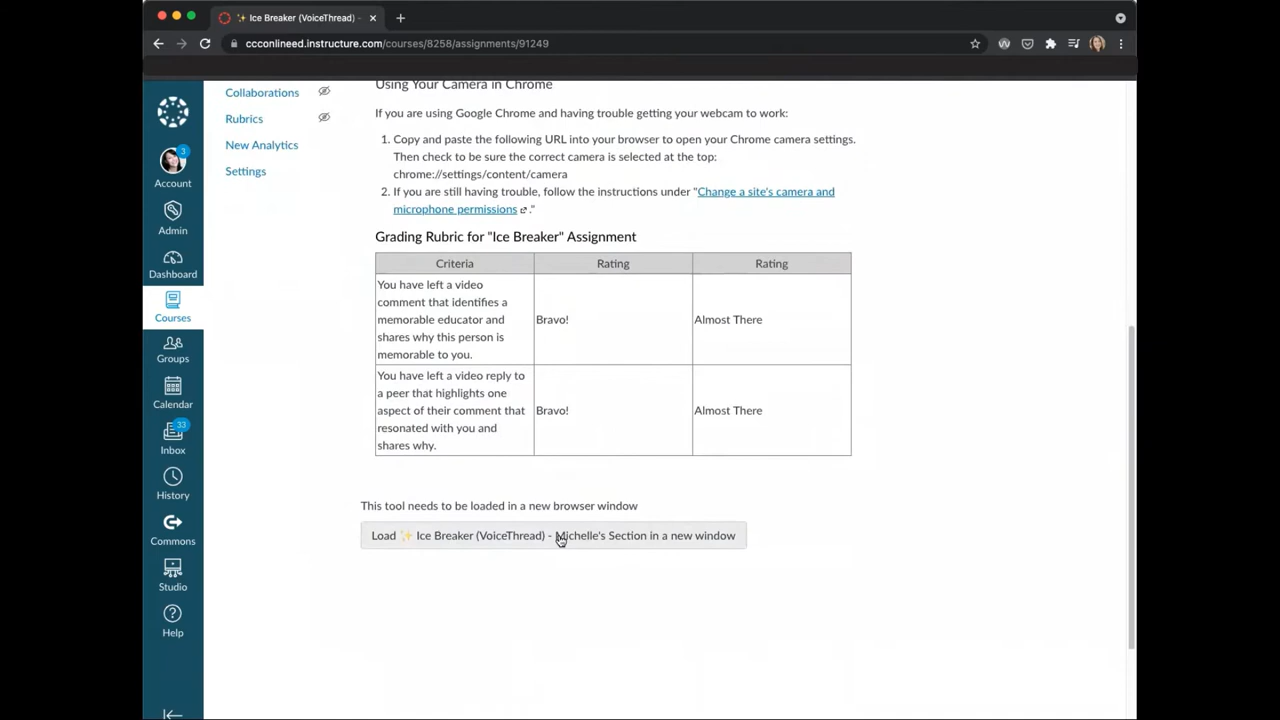 ✨ Ice Breaker (VoiceThread) -
ccconlineed.instructure.com/courses/8258/assignments/91249
Collaborations
Rubrics
New Analytics
Settings
3
Account
Admin
Dashboard
Courses
Groups
Calendar
33
Inbox
History
Commons
Studio
Help
Using Your Camera in Chrome
If you are using Google Chrome and having trouble getting your webcam to work:
1. Copy and paste the following URL into your browser to open your Chrome camera settings.
Then check to be sure the correct camera is selected at the top:
chrome://settings/content/camera
2. If you are still having trouble, follow the instructions under "Change a site's camera and
microphone permissions ."
Grading Rubric for "Ice Breaker" Assignment
Criteria Rating Rating
You have left a video
comment that identifies a
memorable educator and
shares why this person is
memorable to you.
Bravo!
Almost There
You have left a video reply to
a peer that highlights one
aspect of their comment that
resonated with you and
shares why.
Bravo!
Almost There
This tool needs to be loaded in a new browser window
Load ✨ Ice Breaker (VoiceThread) - Michelle's Section in a new window